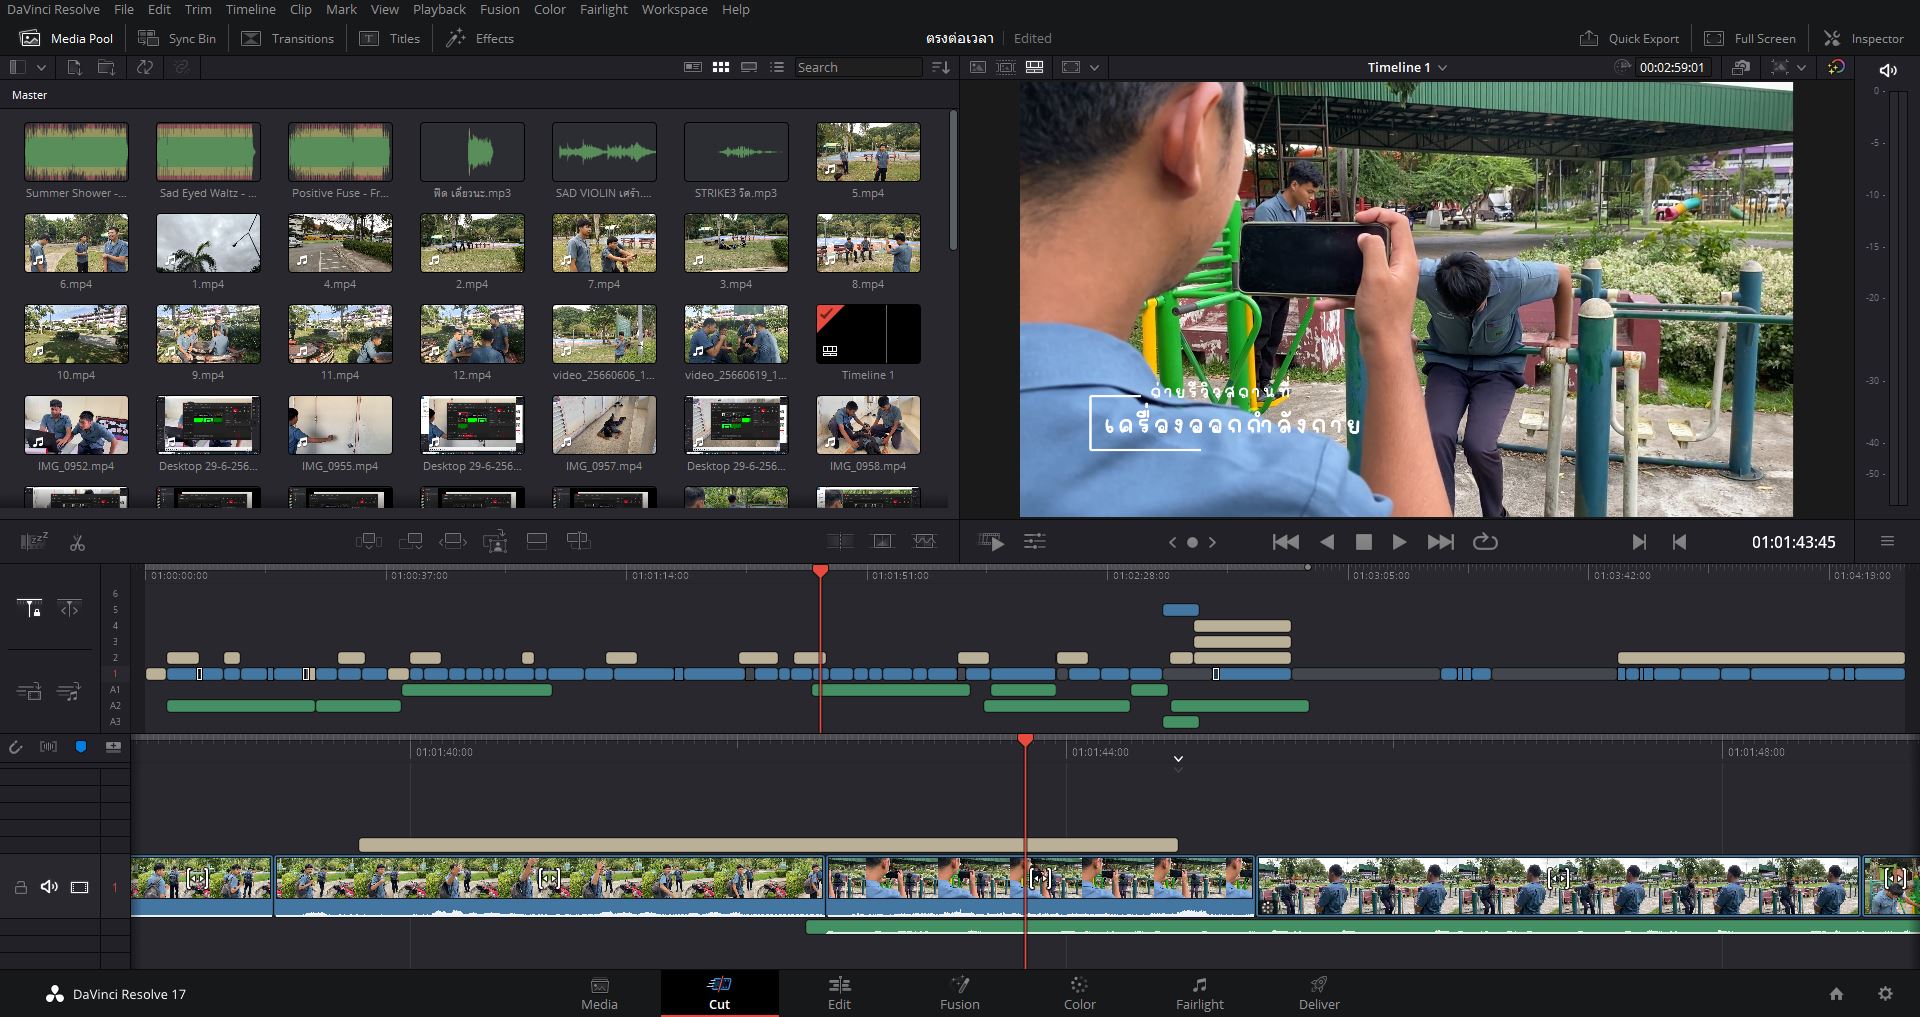 DaVinci Resolve File Edit Trim Timeline Clip Mark View Playback Fusion Color Fairlight Workspace Help
Media Pool Sync Bin Transitions Titles Effects
ตรงต่อเวลา Edited
Quick Export Full Screen Inspector
Search
Timeline 1
00:02:59:01
Master
Summer Shower -... Sad Eyed Waltz - ... Positive Fuse - Fr... ฟีด เดี่ยวนะ.mp3 SAD VIOLIN เศร้า.... STRIKE3 วีด.mp3 5.mp4
6.mp4 1.mp4 4.mp4 2.mp4 7.mp4 3.mp4 8.mp4
10.mp4 9.mp4 11.mp4 12.mp4 video_25660606_1... video_25660619_1... Timeline 1
IMG_0952.mp4 Desktop 29-6-256... IMG_0955.mp4 Desktop 29-6-256... IMG_0957.mp4 Desktop 29-6-256... IMG_0958.mp4
ถ่ายรีวิวสถานที่
เครื่องออกกำลังกาย
0
-5
-10
-15
-20
-30
-40
-50
01:01:43:45
01:00:00:00 01:00:37:00 01:01:14:00 01:01:51:00 01:02:28:00 01:03:05:00 01:03:42:00 01:04:19:00
6
5
4
3
2
1
A1
A2
A3
01:01:40:00 01:01:44:00 01:01:48:00
1
DaVinci Resolve 17
Media Cut Edit Fusion Color Fairlight Deliver